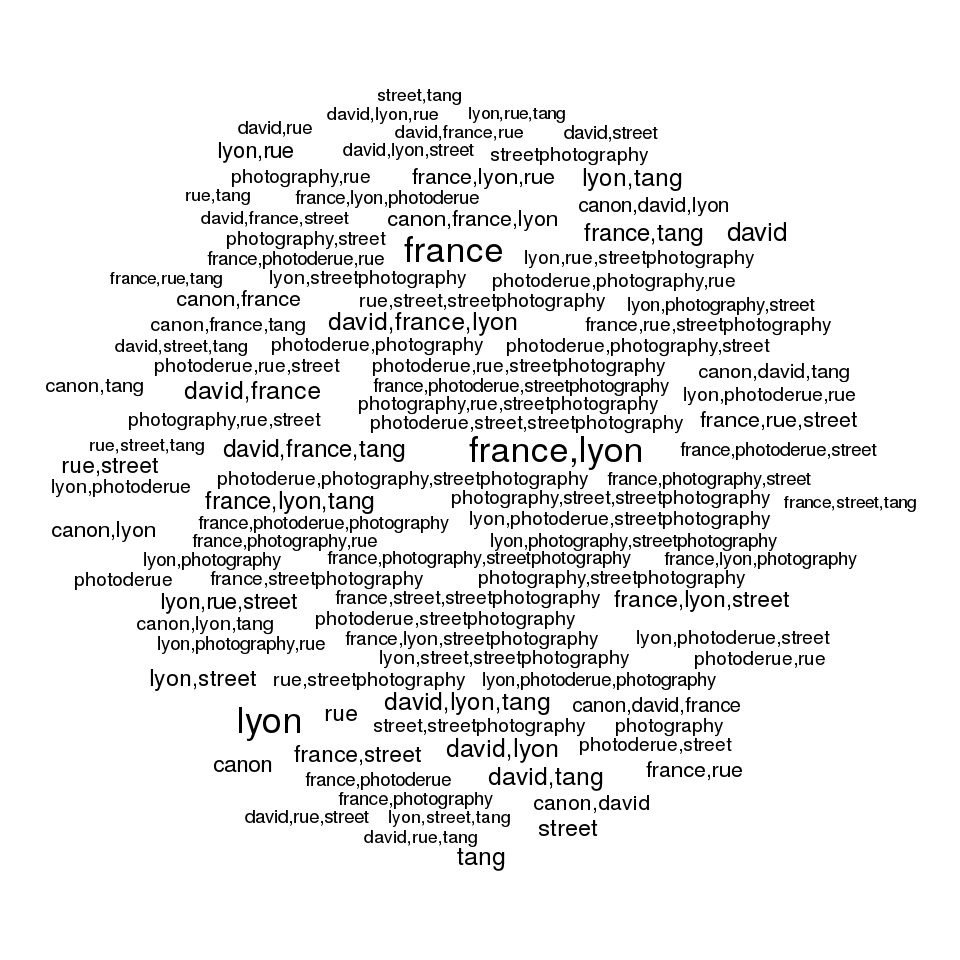 street,tang
david,lyon,rue lyon,rue,tang
david,rue david,france,rue david,street
lyon,rue david,lyon,street streetphotography
photography,rue france,lyon,rue lyon,tang
rue,tang france,lyon,photoderue canon,david,lyon
david,france,street canon,france,lyon
photography,street france,tang david
france,photoderue,rue france lyon,rue,streetphotography
france,rue,tang lyon,streetphotography photoderue,photography,rue
canon,france rue,street,streetphotography lyon,photography,street
canon,france,tang david,france,lyon france,rue,streetphotography
david,street,tang photoderue,photography photoderue,photography,street
photoderue,rue,street photoderue,rue,streetphotography canon,david,tang
canon,tang david,france france,photoderue,streetphotography lyon,photoderue,rue
photography,rue,streetphotography
photography,rue,street photoderue,street,streetphotography france,rue,street
rue,street,tang david,france,tang france,lyon france,photoderue,street
rue,street
lyon,photoderue photoderue,photography,streetphotography france,photography,street
france,lyon,tang photography,street,streetphotography france,street,tang
canon,lyon france,photoderue,photography lyon,photoderue,streetphotography
france,photography,rue lyon,photography,streetphotography
lyon,photography france,photography,streetphotography france,lyon,photography
photoderue france,streetphotography photography,streetphotography
lyon,rue,street france,street,streetphotography france,lyon,street
canon,lyon,tang photoderue,streetphotography
lyon,photography,rue france,lyon,streetphotography lyon,photoderue,street
lyon,street,streetphotography photoderue,rue
lyon,street rue,streetphotography lyon,photoderue,photography
david,lyon,tang canon,david,france
lyon rue street,streetphotography photography
france,street david,lyon photoderue,street
canon france,photoderue david,tang france,rue
france,photography canon,david
david,rue,street lyon,street,tang street
david,rue,tang
tang